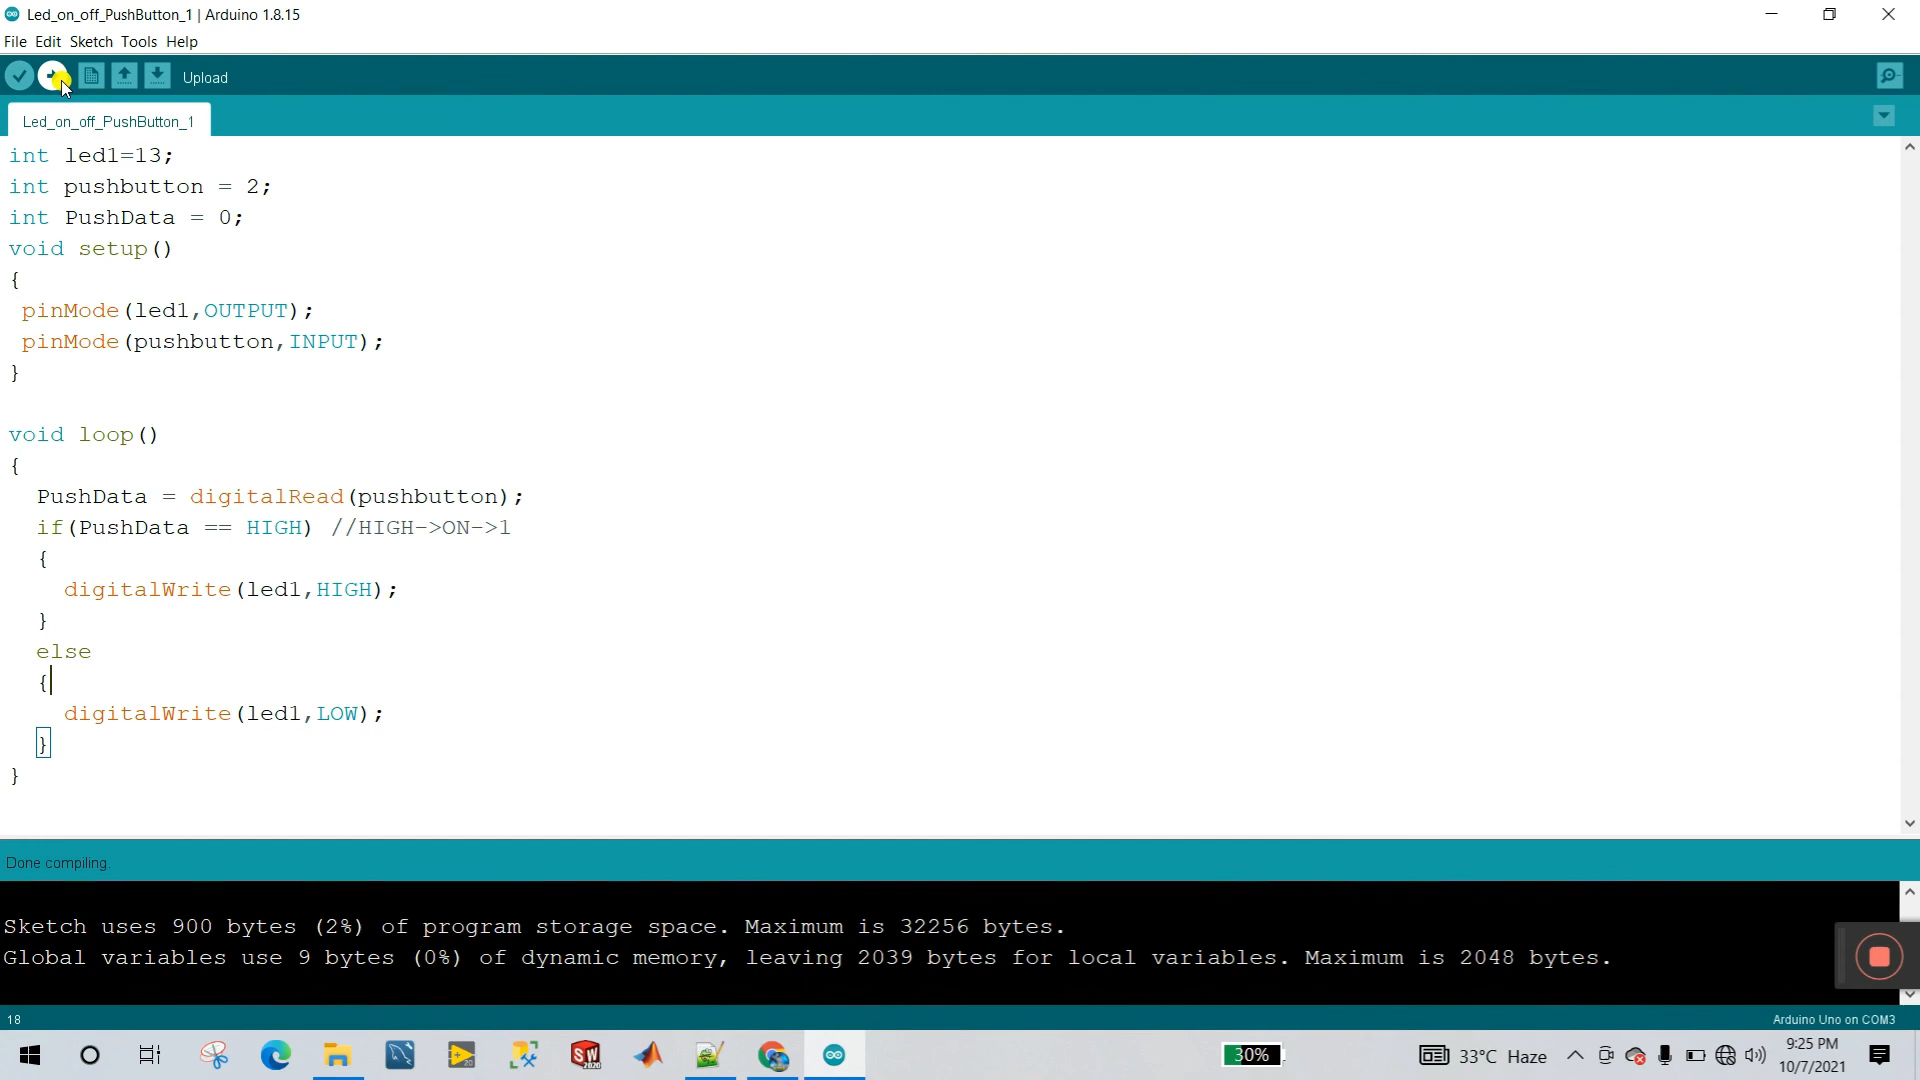 Led_on_off_PushButton_1 | Arduino 1.8.15
File Edit Sketch Tools Help
Upload
Led_on_off_PushButton_1
int led1=13;
int pushbutton = 2;
int PushData = 0;
void setup()
{
pinMode(led1,OUTPUT);
pinMode(pushbutton,INPUT);
}
void loop()
{
PushData = digitalRead(pushbutton);
if(PushData == HIGH) //HIGH->ON->1
{
digitalWrite(led1,HIGH);
}
else
{
digitalWrite(led1,LOW);
}
}
Done compiling.
Sketch uses 900 bytes (2%) of program storage space. Maximum is 32256 bytes.
Global variables use 9 bytes (0%) of dynamic memory, leaving 2039 bytes for local variables. Maximum is 2048 bytes.
18
Arduino Uno on COM3
SW
2020
30%
33°C Haze
9:25 PM
10/7/2021